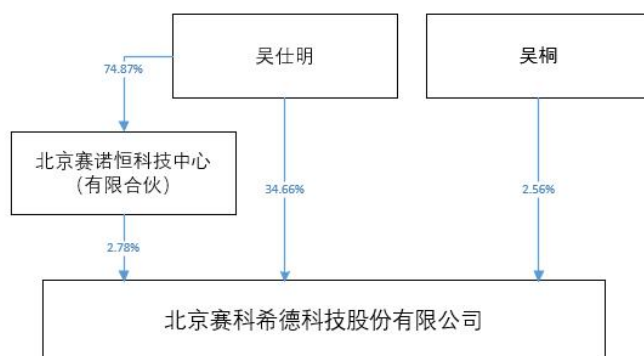 吴仕明
吴桐
74.87%
北京赛诺恒科技中心
（有限合伙）
34.66%
2.56%
2.78%
北京赛科希德科技股份有限公司